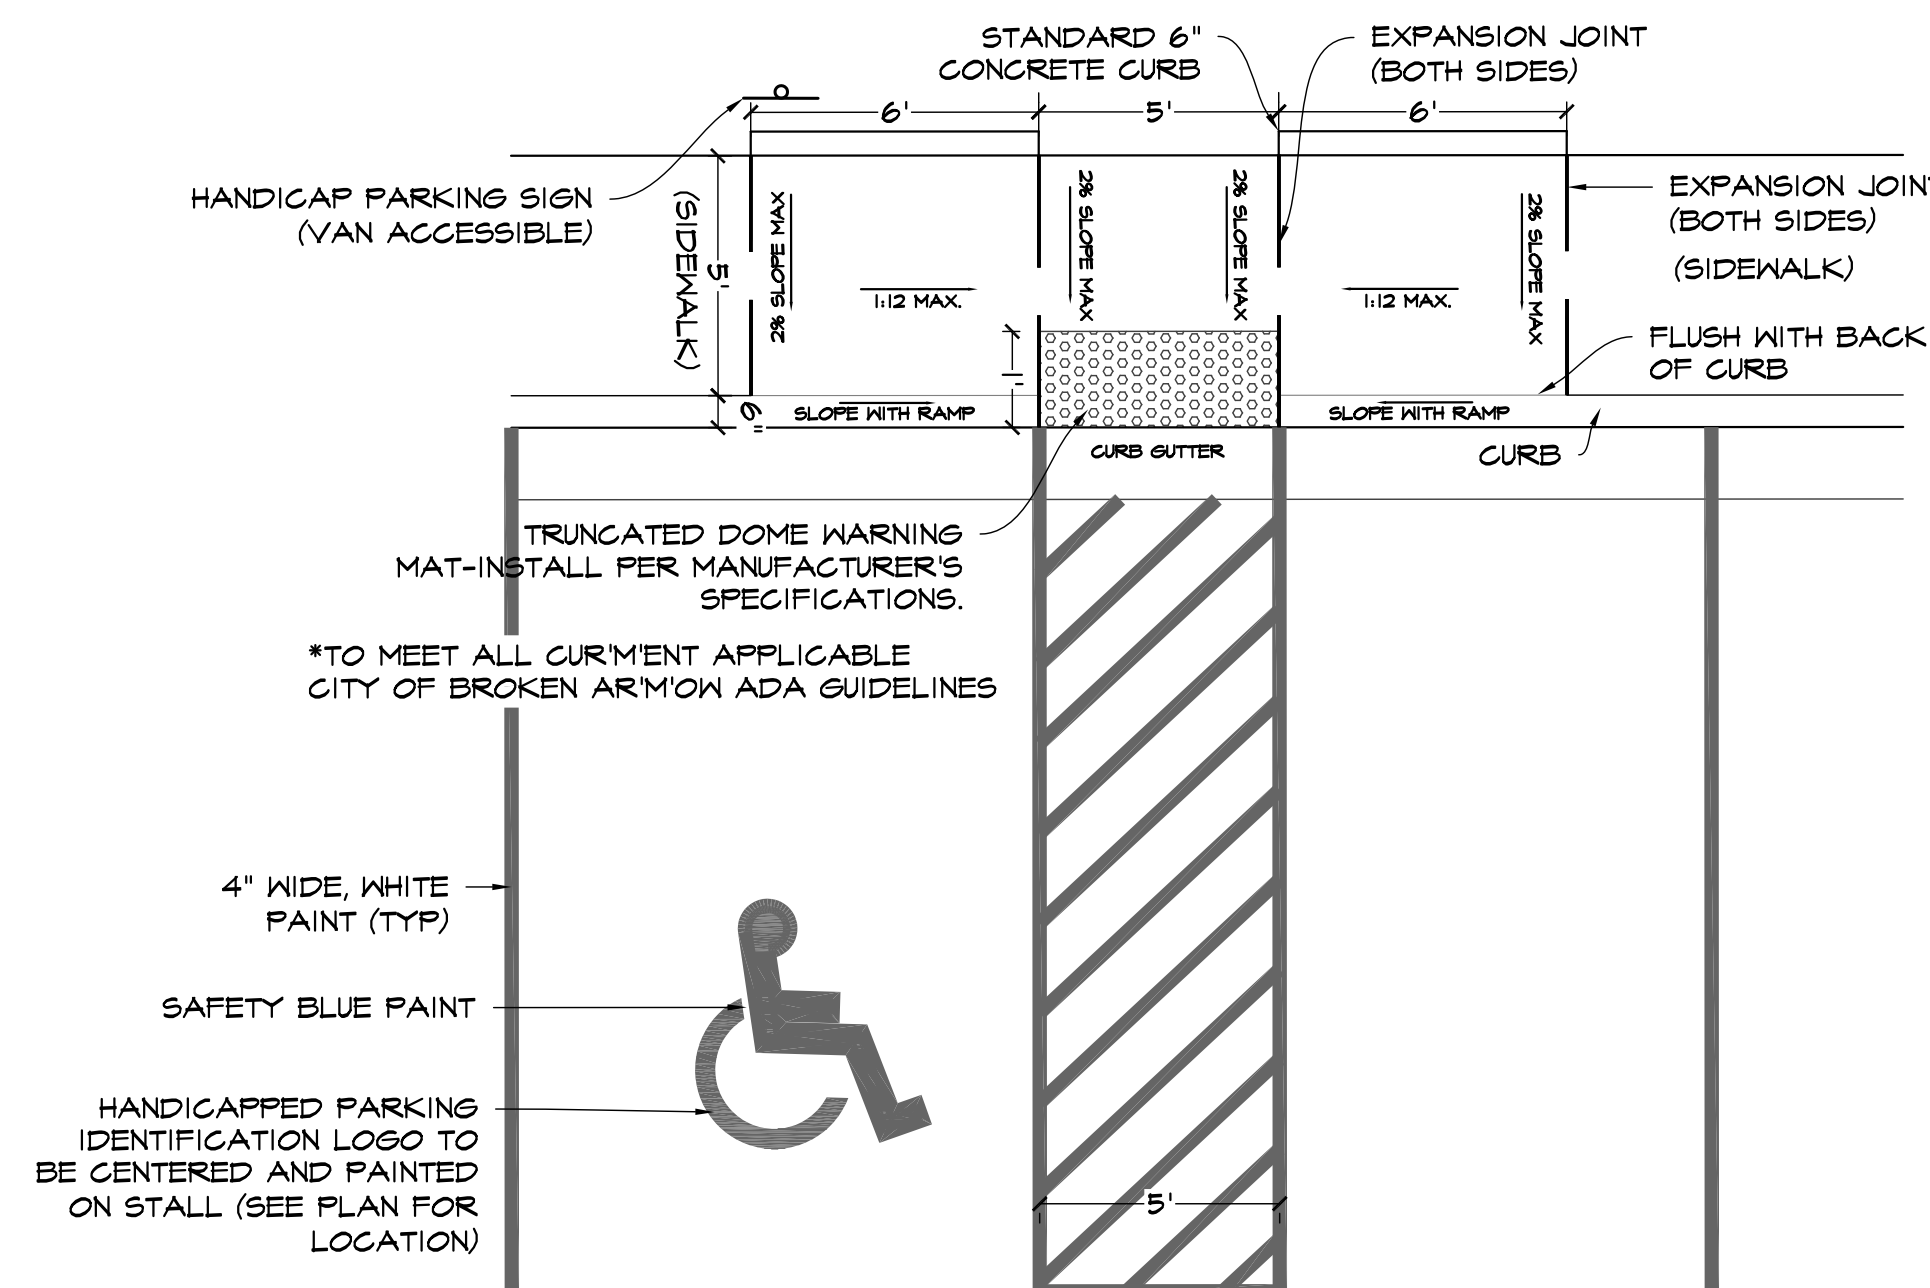 STANDARD 6"
CONCRETE CURB
EXPANSION JOINT
(BOTH SIDES)
6'
5'
6'
HANDICAP PARKING SIGN
(VAN ACCESSIBLE)
(SIDEWALK)
5'
2% SLOPE MAX
2% SLOPE MAX
2% SLOPE MAX
2% SLOPE MAX
EXPANSION JOINT
(BOTH SIDES)
(SIDEWALK)
1:12 MAX.
1:12 MAX.
FLUSH WITH BACK
OF CURB
1'
6"
SLOPE WITH RAMP
SLOPE WITH RAMP
CURB GUTTER
CURB
TRUNCATED DOME WARNING
MAT-INSTALL PER MANUFACTURER'S
SPECIFICATIONS.
*TO MEET ALL CUR'M'ENT APPLICABLE
CITY OF BROKEN AR'M'OW ADA GUIDELINES
4" WIDE, WHITE
PAINT (TYP)
SAFETY BLUE PAINT
HANDICAPPED PARKING
IDENTIFICATION LOGO TO
BE CENTERED AND PAINTED
ON STALL (SEE PLAN FOR
LOCATION)
5'